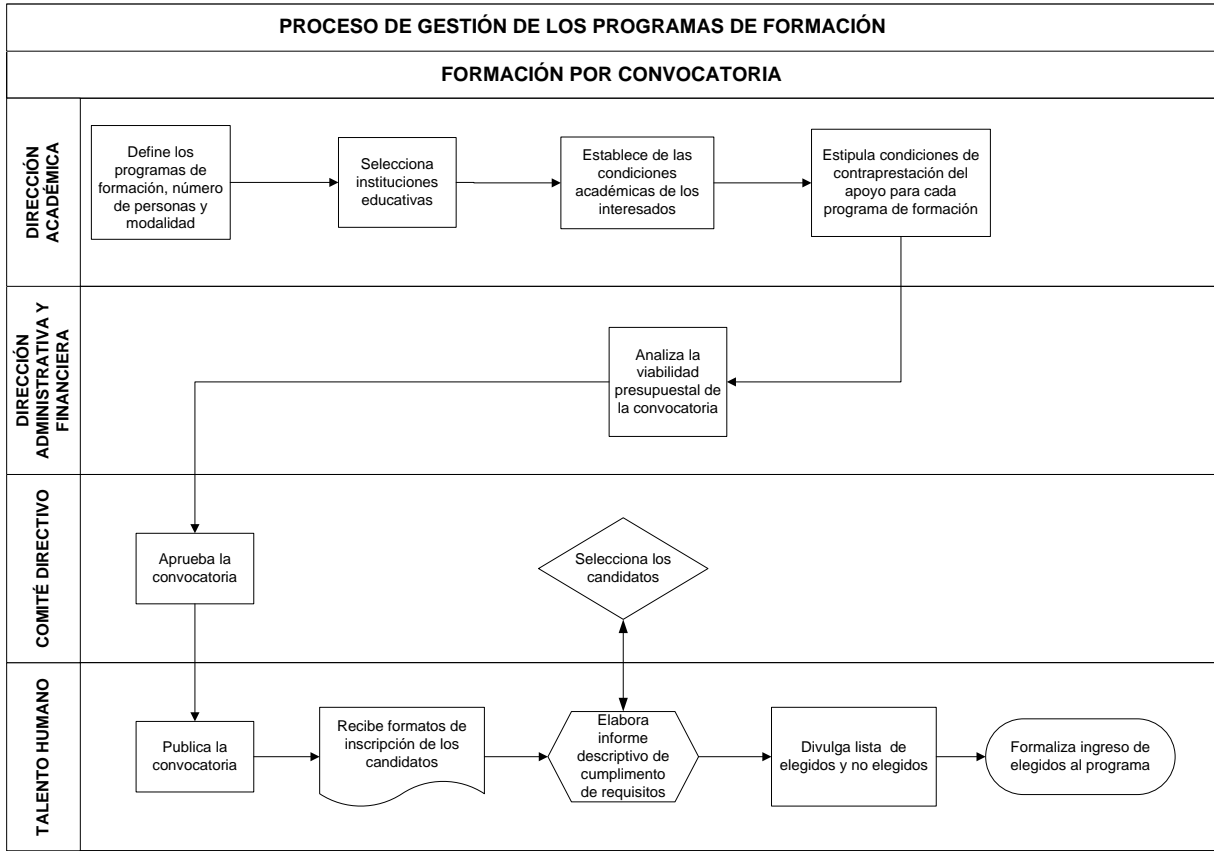 PROCESO DE GESTIÓN DE LOS PROGRAMAS DE FORMACIÓN
FORMACIÓN POR CONVOCATORIA
DIRECCIÓN
ACADÉMICA
Define los
programas de
formación, número
de personas y
modalidad
Selecciona
instituciones
educativas
Establece de las
condiciones
académicas de los
interesados
Estipula condiciones de
contraprestación del
apoyo para cada
programa de formación
DIRECCIÓN
ADMINISTRATIVA Y
FINANCIERA
Analiza la
viabilidad
presupuestal de
la convocatoria
COMITÉ DIRECTIVO
Aprueba la
convocatoria
Selecciona los
candidatos
TALENTO HUMANO
Publica la
convocatoria
Recibe formatos de
inscripción de los
candidatos
Elabora
informe
descriptivo de
cumplimento
de requisitos
Divulga lista de
elegidos y no elegidos
Formaliza ingreso de
elegidos al programa